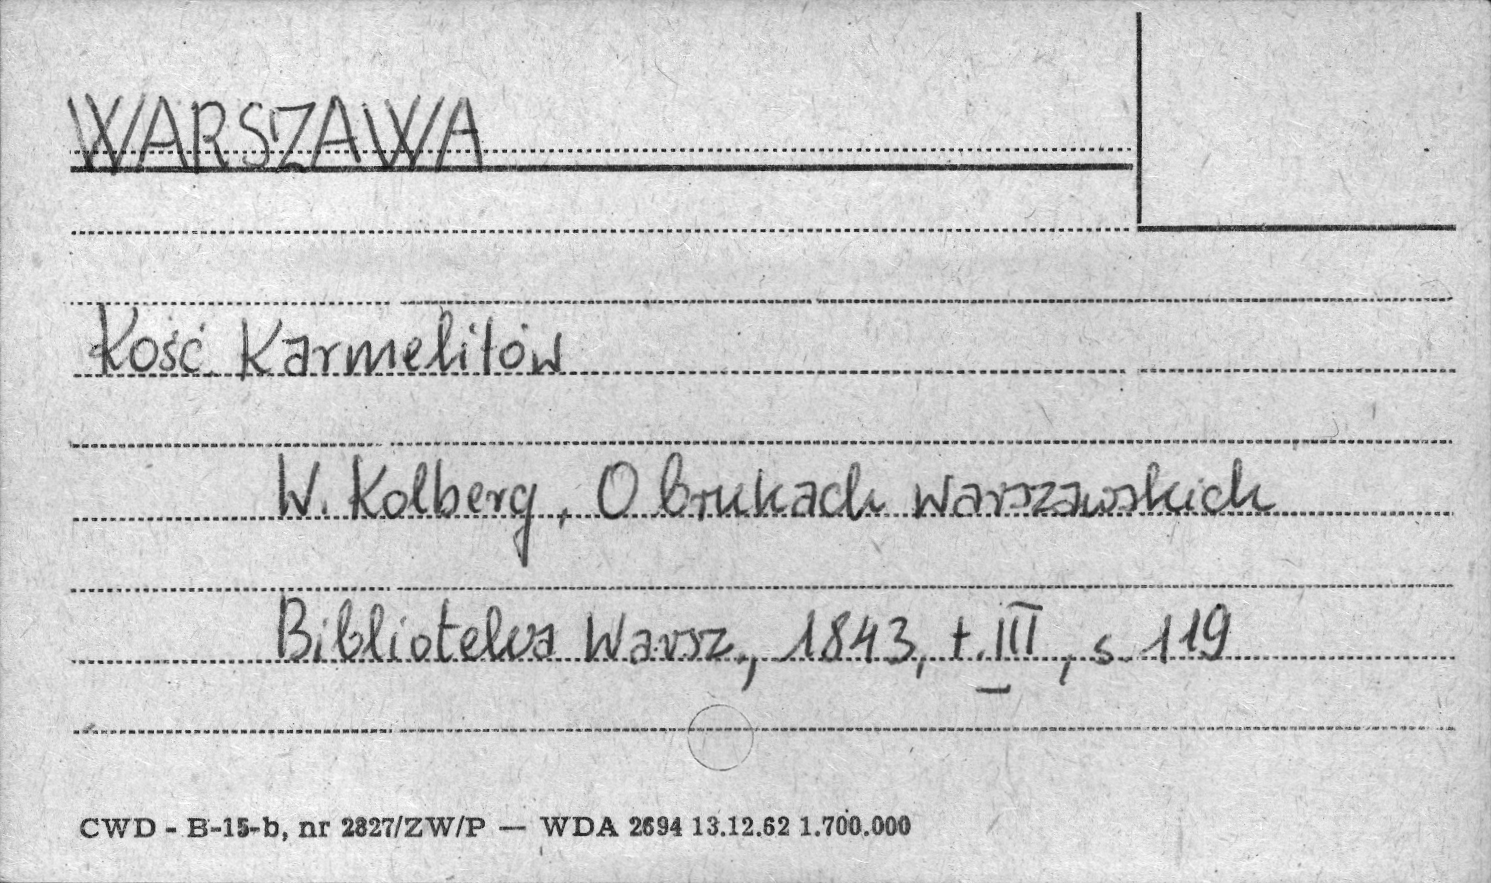 WARSZAWA
Kość Karmelitów
W. Kolberg, O brukach warszawskich
Biblioteka Warsz., 1843, t. III, s. 119
CWD - B-15-b, nr 2827/ZW/P — WDA 2694 13.12.62 1.700.000